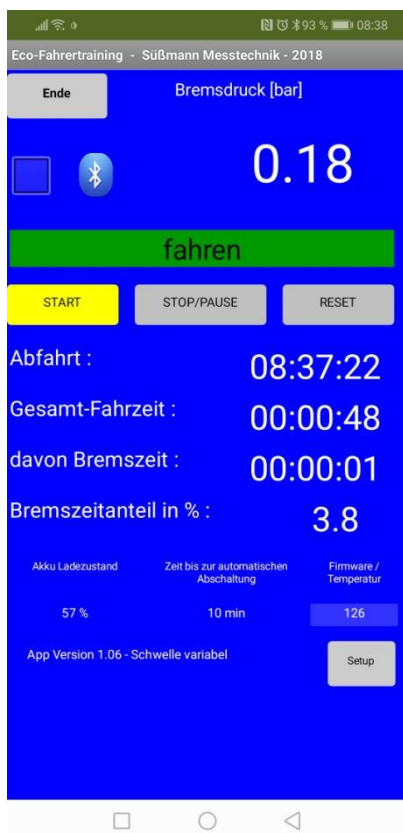 93 % 08:38
Eco-Fahrertraining - Süßmann Messtechnik - 2018
Ende
Bremsdruck [bar]
0.18
fahren
START STOP/PAUSE RESET
Abfahrt : 08:37:22
Gesamt-Fahrzeit : 00:00:48
davon Bremszeit : 00:00:01
Bremszeitanteil in % : 3.8
Akku Ladezustand
Zeit bis zur automatischen
Abschaltung
Firmware /
Temperatur
57 % 10 min 126
App Version 1.06 - Schwelle variabel
Setup